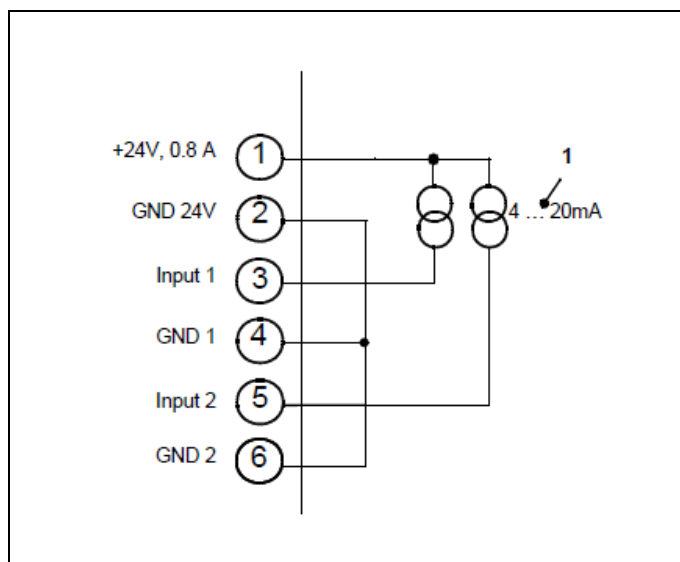 +24V, 0.8 A 1
1
GND 24V 2
4 ... 20mA
Input 1 3
GND 1 4
Input 2 5
GND 2 6